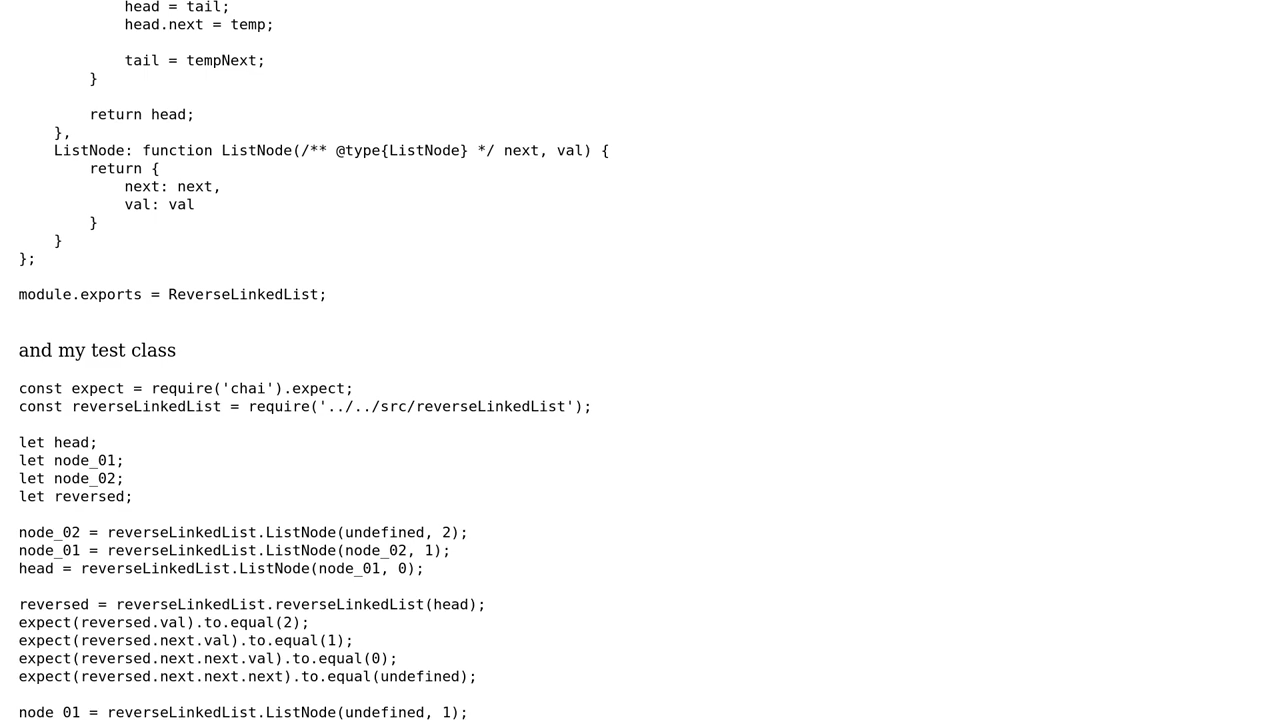 head = tail;
head.next = temp;
tail = tempNext;
}
return head;
},
ListNode: function ListNode(/** @type{ListNode} */ next, val) {
return {
next: next,
val: val
}
}
};
module.exports = ReverseLinkedList;
and my test class
const expect = require('chai').expect;
const reverseLinkedList = require('../../src/reverseLinkedList');
let head;
let node_01;
let node_02;
let reversed;
node_02 = reverseLinkedList.ListNode(undefined, 2);
node_01 = reverseLinkedList.ListNode(node_02, 1);
head = reverseLinkedList.ListNode(node_01, 0);
reversed = reverseLinkedList.reverseLinkedList(head);
expect(reversed.val).to.equal(2);
expect(reversed.next.val).to.equal(1);
expect(reversed.next.next.val).to.equal(0);
expect(reversed.next.next.next).to.equal(undefined);
node_01 = reverseLinkedList.ListNode(undefined, 1);